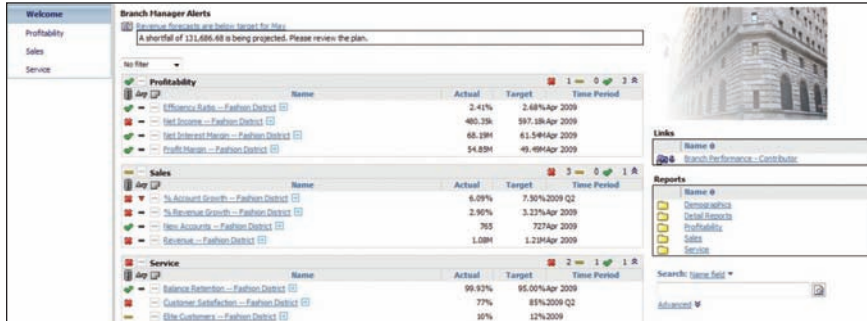 Welcome
Profitability
Sales
Service
Branch Manager Alerts
Revenue forecasts are below target for May
A shortfall of 131,686.68 is being projected. Please review the plan.
No filter
Profitability 1 0 3
Name Actual Target Time Period
Efficiency Ratio -- Fashion District 2.41% 2.68% Apr 2009
Net Income -- Fashion District 480.35k 597.18k Apr 2009
Net Interest Margin -- Fashion District 68.19M 61.54M Apr 2009
Profit Margin -- Fashion District 54.85M 49.49M Apr 2009
Sales 3 0 1
Name Actual Target Time Period
% Account Growth -- Fashion District 6.09% 7.50% 2009 Q2
% Revenue Growth -- Fashion District 2.90% 3.23% Apr 2009
New Accounts -- Fashion District 765 727 Apr 2009
Revenue -- Fashion District 1.08M 1.21M Apr 2009
Service 2 1 1
Name Actual Target Time Period
Balance Retention -- Fashion District 99.92% 95.00% Apr 2009
Customer Satisfaction -- Fashion District 77% 85% 2009 Q2
Elite Customers -- Fashion District 10% 12% 2009
Links
Name
Branch Performance - Contributor
Reports
Name
Demographics
Detail Reports
Profitability
Sales
Service
Search: Name field
Advanced